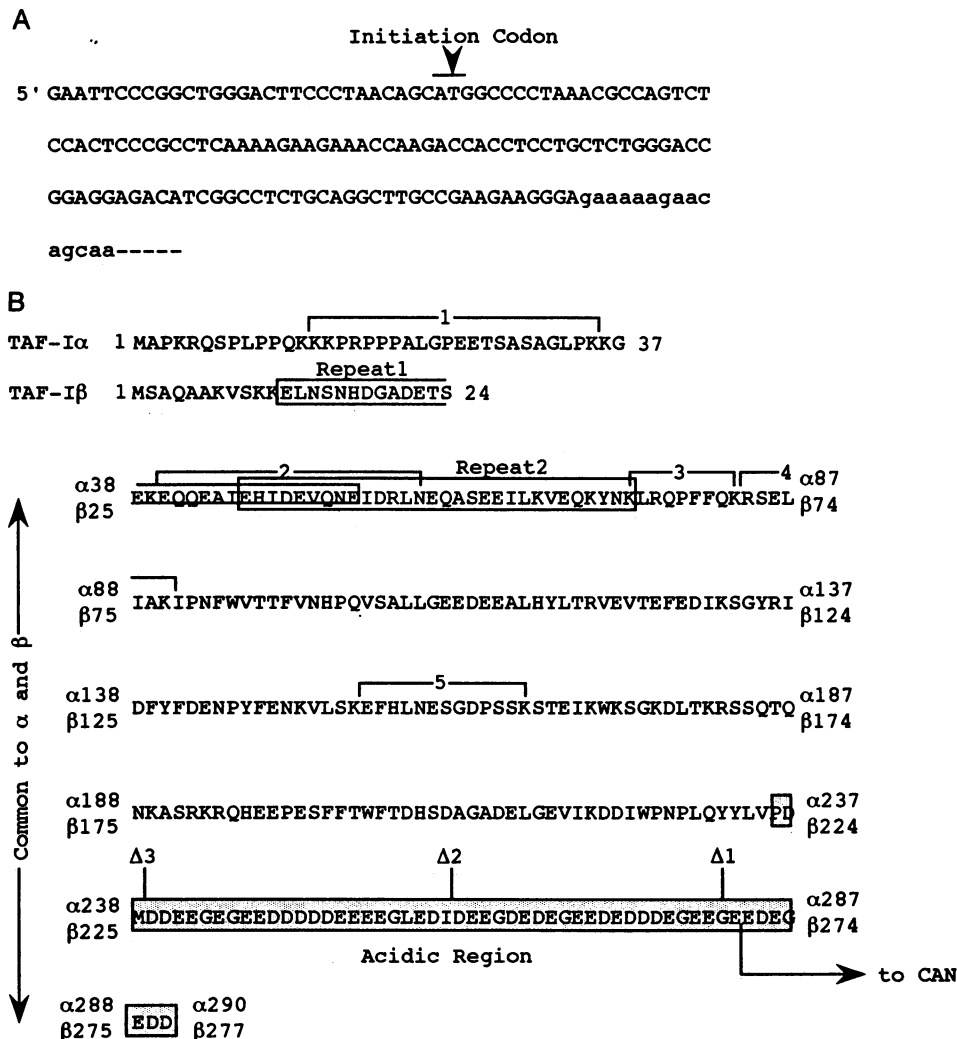 A
Initiation Codon
5' GAATTCCCGGCTGGGACTTCCCTAACAGCATGGCCCCTAAACGCCAGTCT
CCACTCCCGCCTCAAAAGAAGAAACCAAGACCACCTCCTGCTCTGGGACC
GGAGGAGACATCGGCCTCTGCAGGCTTGCCGAAGAAGGGAgaaaaagaac
agcaa-----
B
1
TAF-Iα 1 MAPKRQSPLPPQKKKPRPPPALGPEETSASAGLPKKG 37
Repeat1
TAF-Iβ 1 MSAQAAKVSKKELNSNHDGADETS 24
2 Repeat2 3 4
α38 EKEQQEAIEHIDEVQNEIDRLNEQASEEILKVEQKYNKLRQPFFQKRSEL α87
β25 β74
α88 IAKIPNFWVTTFVNHPQVSALLGEEDEEALHYLTRVEVTEFEDIKSGYRI α137
β75 β124
5
α138 DFYFDENPYFENKVLSKEFHLNESGDPSSKSTEIKWKSGKDLTKRSSQTQ α187
β125 β174
α188 NKASRKRQHEEPESFFTWFTDHSDAGADELGEVIKDDIWPNPLQYYLVPD α237
β175 β224
Δ3 Δ2 Δ1
α238 MDDEEGEGEEDDDDDEEEEGLEDIDEEGDEDEGEEDEDDDEGEEGEEDEG α287
β225 β274
Acidic Region
to CAN
α288 EDD α290
β275 β277
Common to α and β